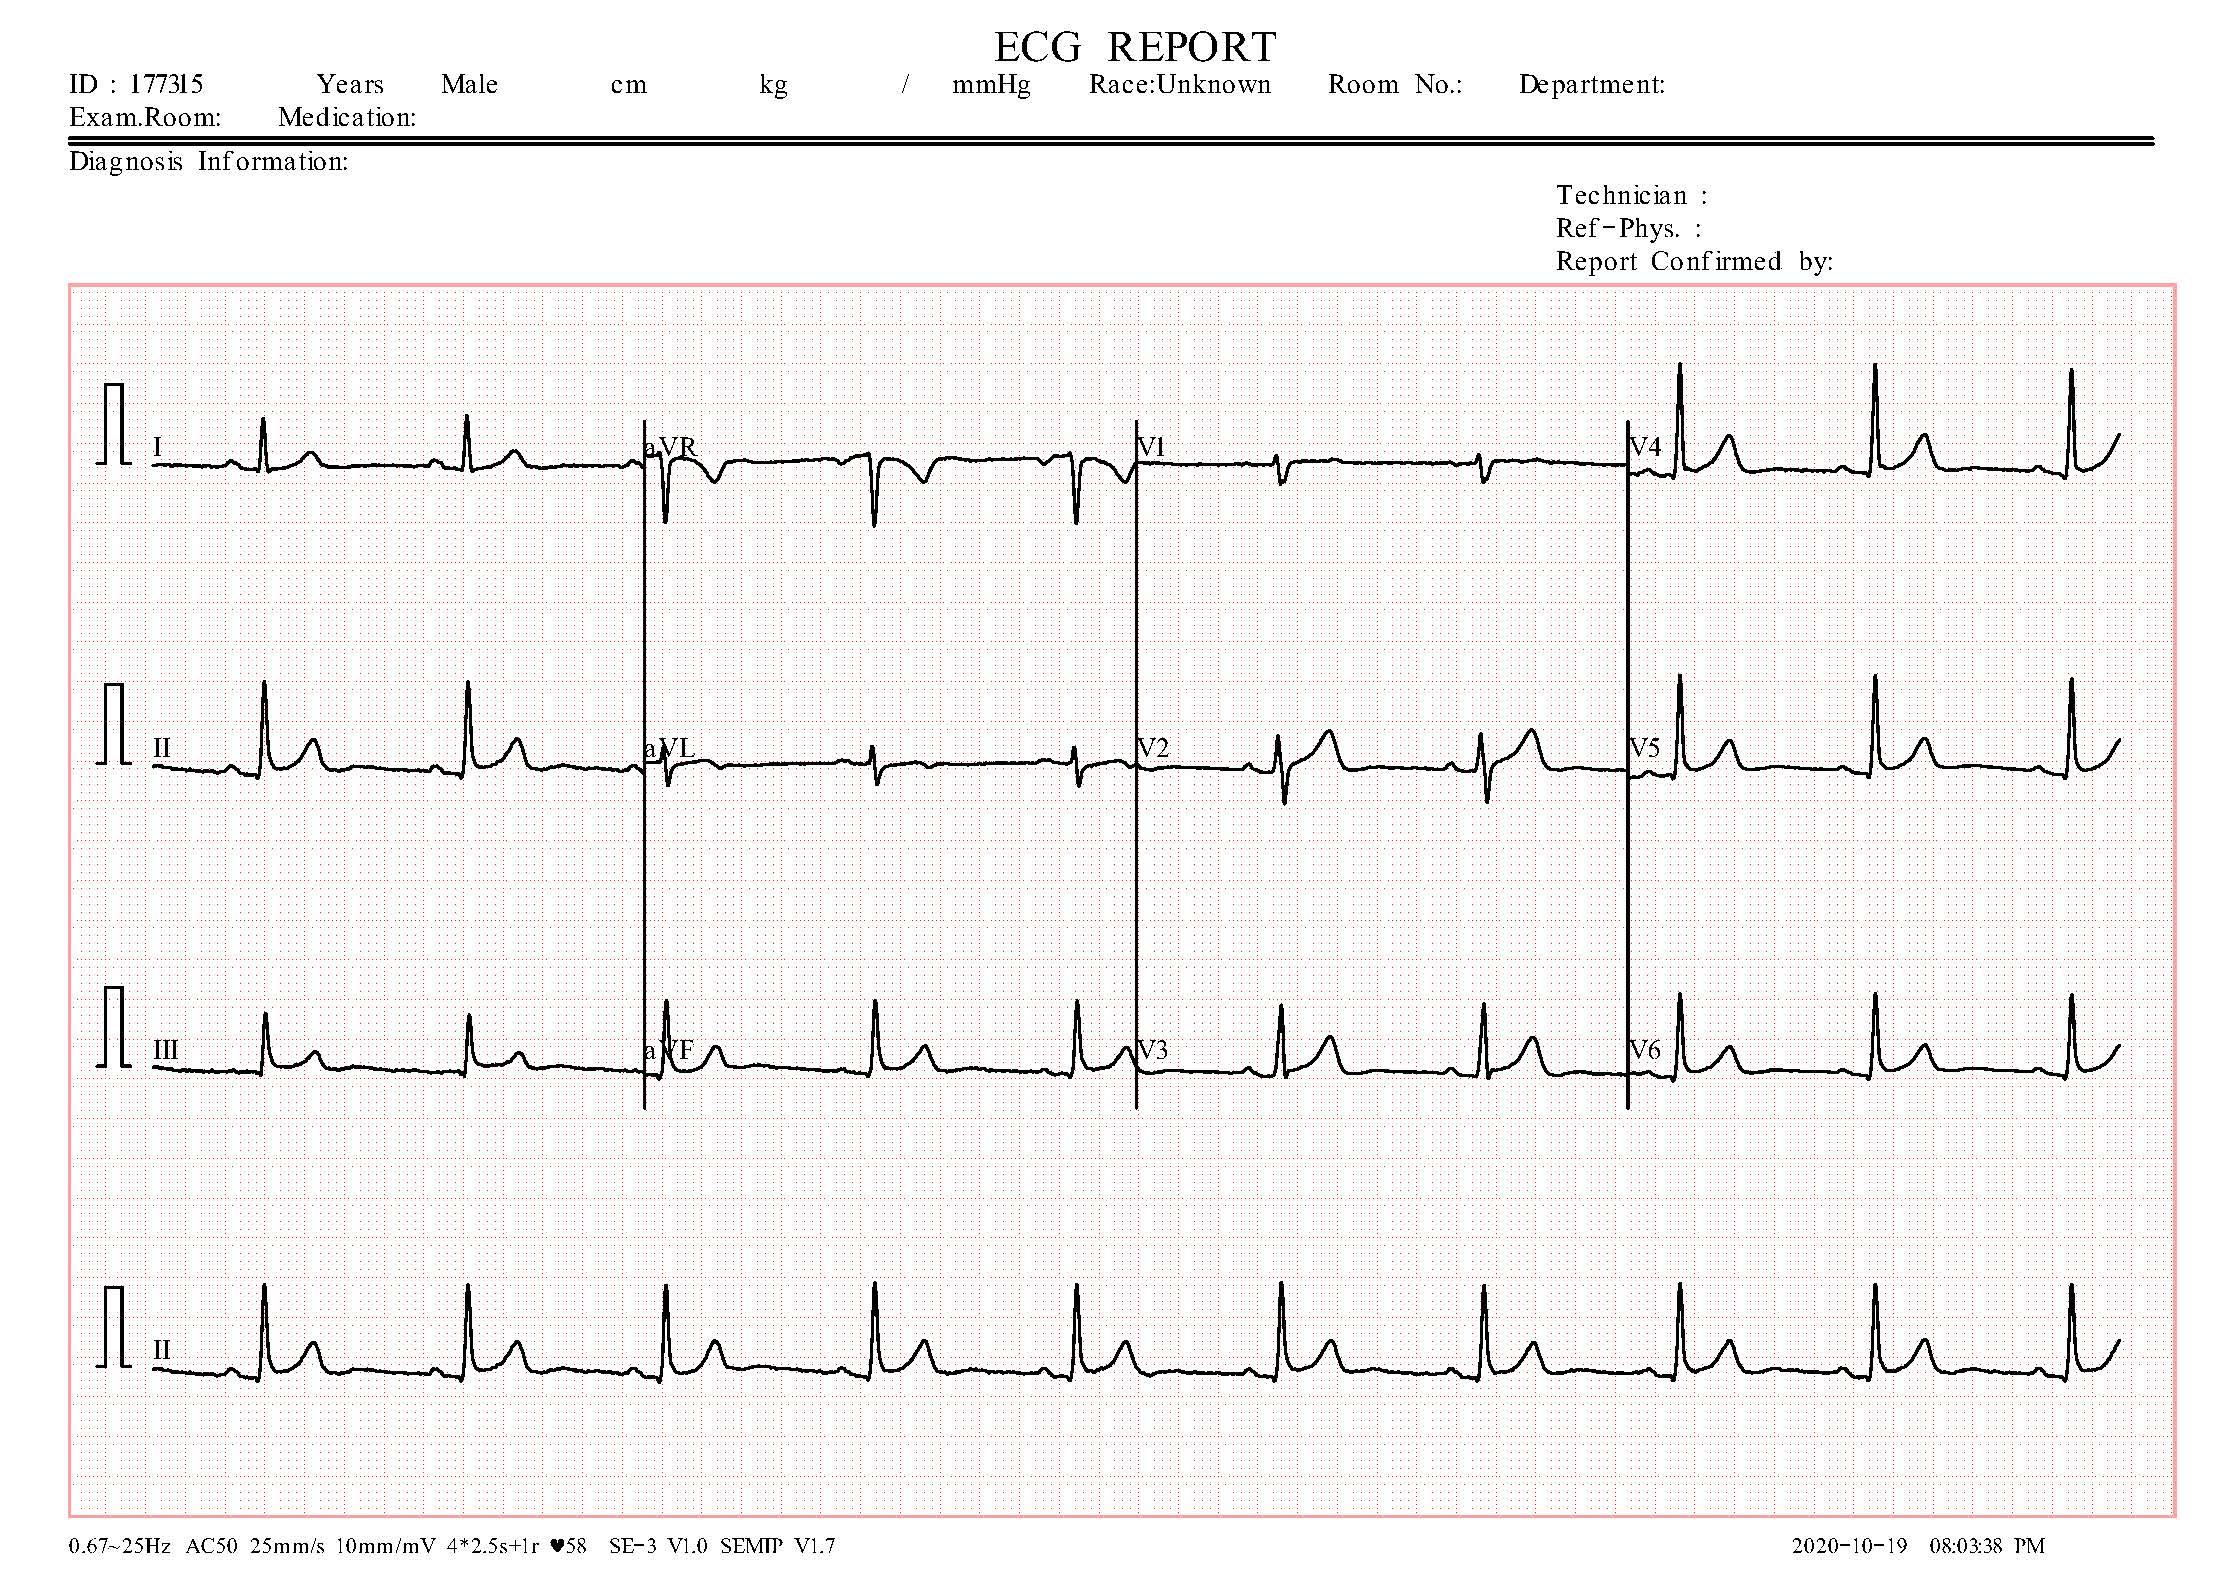 ECG REPORT
ID : 177315 Years Male cm kg / mmHg Race:Unknown Room No.: Department:
Exam.Room: Medication:
Diagnosis Information:
Technician :
Ref-Phys. :
Report Confirmed by:
I aVR V1 V4
II aVL V2 V5
III aVF V3 V6
II
0.67~25Hz AC50 25mm/s 10mm/mV 4*2.5s+1r ♥58 SE-3 V1.0 SEMIP V1.7 2020-10-19 08:03:38 PM